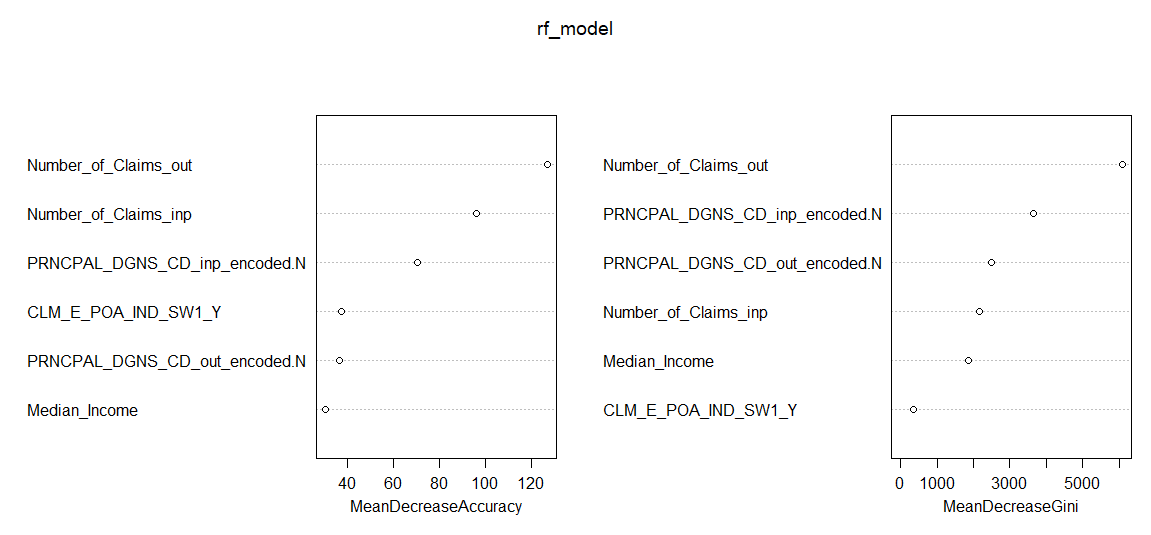 rf_model
Number_of_Claims_out
Number_of_Claims_inp
PRNCPAL_DGNS_CD_inp_encoded.N
CLM_E_POA_IND_SW1_Y
PRNCPAL_DGNS_CD_out_encoded.N
Median_Income
40 60 80 100 120
MeanDecreaseAccuracy
Number_of_Claims_out
PRNCPAL_DGNS_CD_inp_encoded.N
PRNCPAL_DGNS_CD_out_encoded.N
Number_of_Claims_inp
Median_Income
CLM_E_POA_IND_SW1_Y
0 1000 3000 5000
MeanDecreaseGini